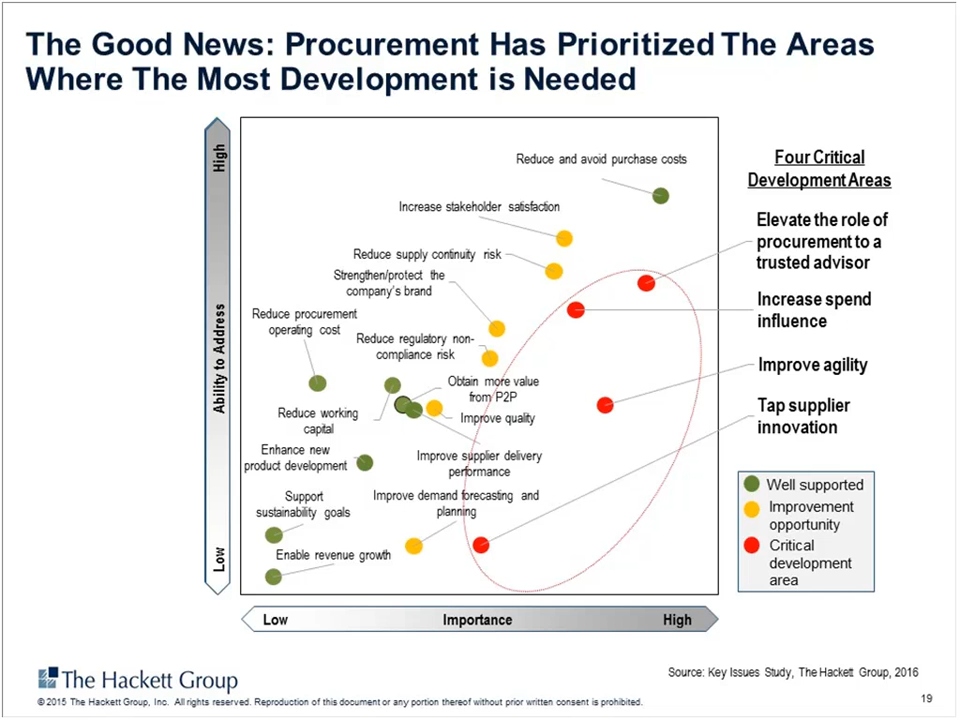 The Good News: Procurement Has Prioritized The Areas
Where The Most Development is Needed
High
Ability to Address
Low
Reduce and avoid purchase costs
Increase stakeholder satisfaction
Reduce supply continuity risk
Strengthen/protect the
company's brand
Reduce procurement
operating cost
Reduce regulatory non-
compliance risk
Obtain more value
from P2P
Reduce working
capital
Improve quality
Enhance new
product development
Improve supplier delivery
performance
Support
sustainability goals
Improve demand forecasting and
planning
Enable revenue growth
Low
Importance
High
Four Critical
Development Areas
Elevate the role of
procurement to a
trusted advisor
Increase spend
influence
Improve agility
Tap supplier
innovation
Well supported
Improvement
opportunity
Critical
development
area
The Hackett Group
Source: Key Issues Study, The Hackett Group, 2016
© 2015 The Hackett Group, Inc. All rights reserved. Reproduction of this document or any portion thereof without prior written consent is prohibited.
19